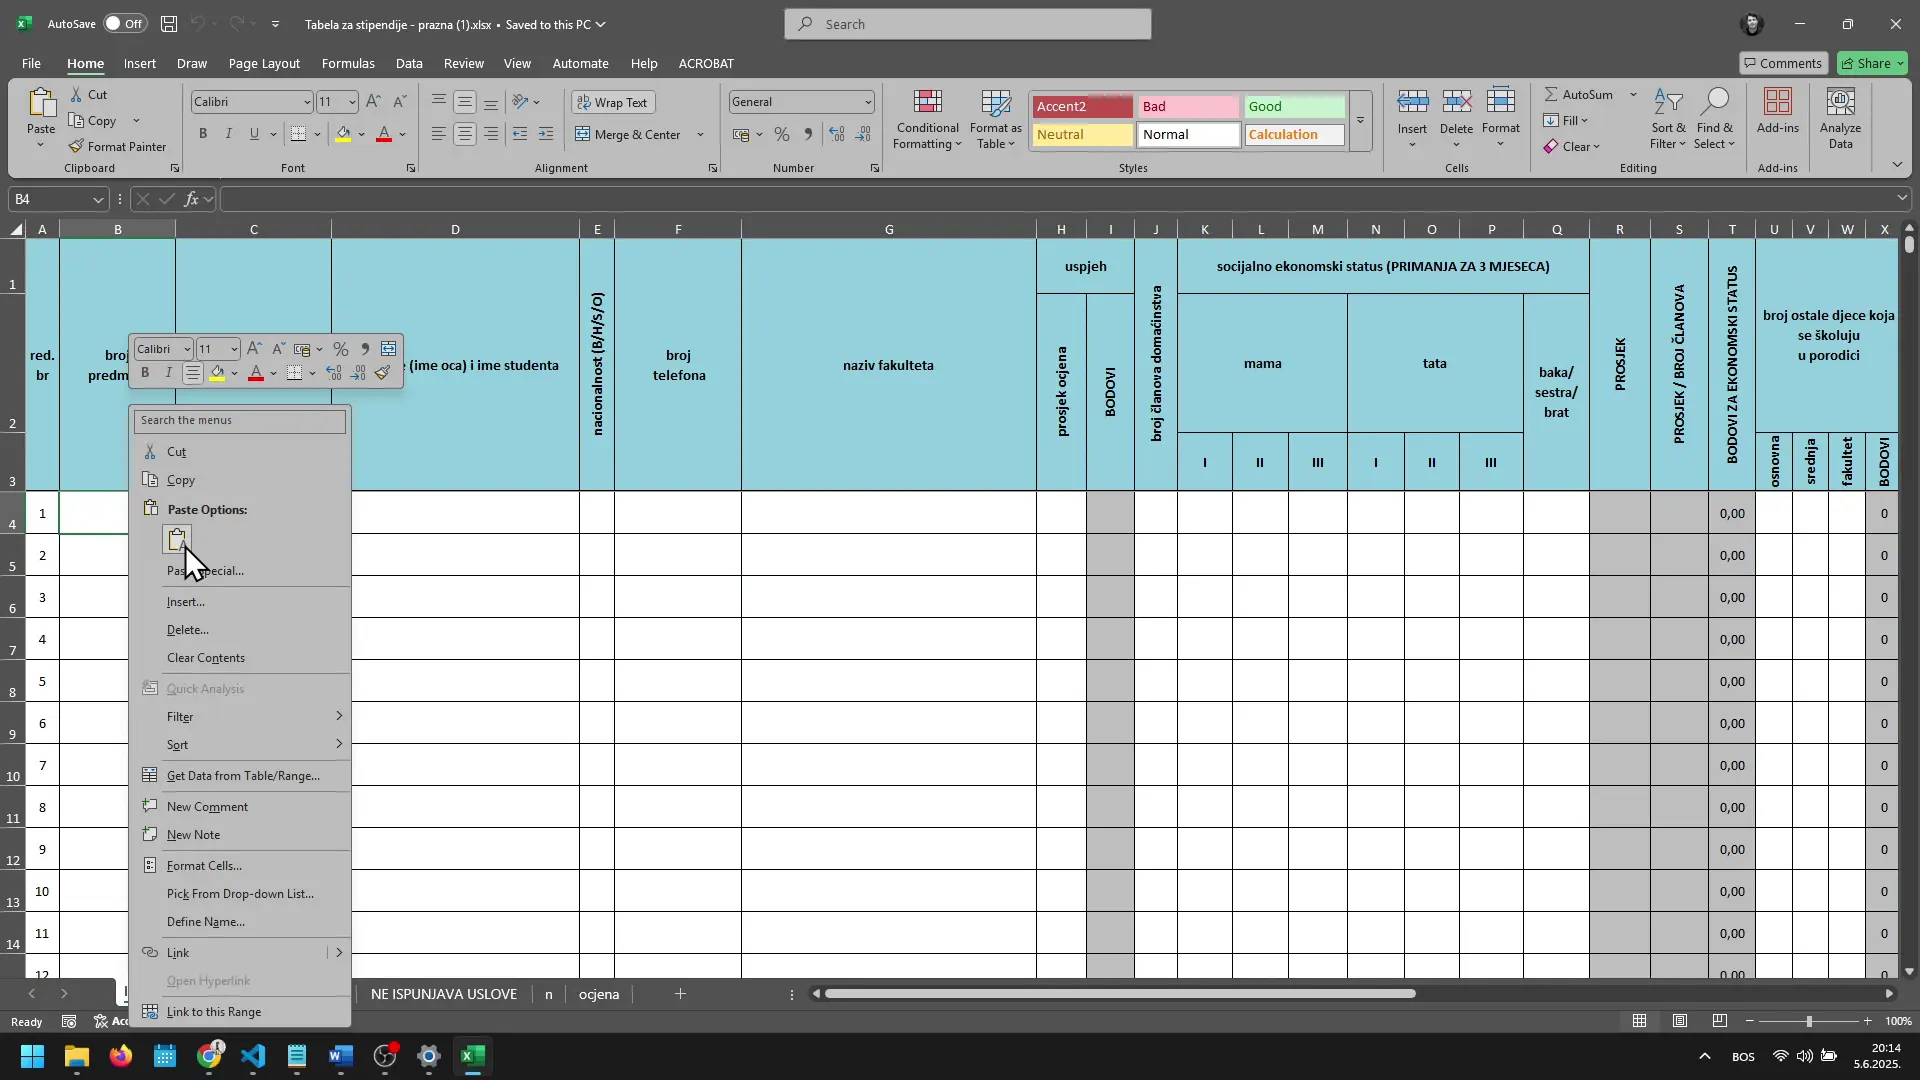 AutoSave Off Tabela za stipendije - prazna (1).xlsx • Saved to this PC Search
File Home Insert Draw Page Layout Formulas Data Review View Automate Help ACROBAT Comments Share
Paste Cut Copy Format Painter Clipboard
Calibri 11 B I U A Font
Wrap Text Merge & Center Alignment
General % Number
Conditional Formatting Format as Table
Accent2 Bad Good
Neutral Normal Calculation
Styles
Insert Delete Format Cells
AutoSum Fill Clear Sort & Filter Find & Select Editing
Add-ins Add-ins
Analyze Data
B4 fx
A B C D E F G H I J K L M N O P Q R S T U V W X
1
2
3
red. br
(ime oca) i ime studenta
nacionalnost (B/H/S/O)
broj telefona
naziv fakulteta
uspjeh
prosjek ocjena
BODOVI
broj članova domaćinstva
socijalno ekonomski status (PRIMANJA ZA 3 MJESECA)
mama
tata
baka/ sestra/ brat
I II III I II III
PROSJEK
PROSJEK / BROJ ČLANOVA
BODOVI ZA EKONOMSKI STATUS
broj ostale djece koja se školuju u porodici
osnovna
srednja
fakultet
BODOVI
Calibri 11 % B I A
Search the menus
Cut
Copy
Paste Options:
Insert...
Delete...
Clear Contents
Quick Analysis
Filter
Sort
Get Data from Table/Range...
New Comment
New Note
Format Cells...
Pick From Drop-down List...
Define Name...
Link
Open Hyperlink
Link to this Range
4 1 0,00 0
5 2 0,00 0
6 3 0,00 0
7 4 0,00 0
8 5 0,00 0
9 6 0,00 0
10 7 0,00 0
11 8 0,00 0
12 9 0,00 0
13 10 0,00 0
14 11 0,00 0
12 0,00 0
NE ISPUNJAVA USLOVE n ocjena
Ready 100%
BOS 20:14
5.6.2025.